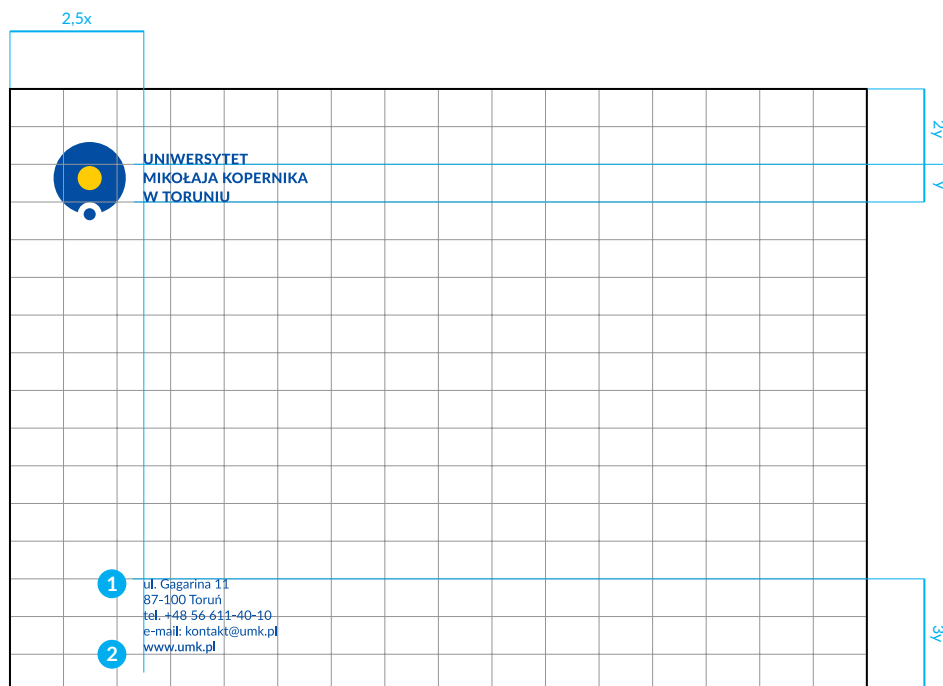 2,5x
2y
UNIWERSYTET
MIKOŁAJA KOPERNIKA
W TORUNIU
y
1
ul. Gagarina 11
87-100 Toruń
tel. +48 56 611-40-10
e-mail: kontakt@umk.pl
www.umk.pl
2
3y